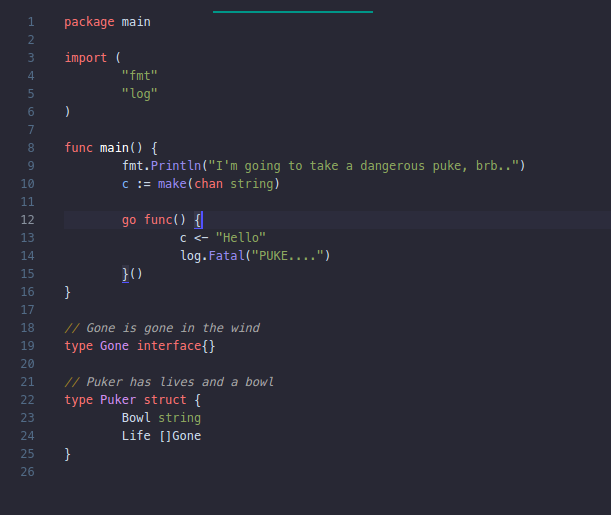 1 package main
2
3 import (
4 "fmt"
5 "log"
6 )
7
8 func main() {
9 fmt.Println("I'm going to take a dangerous puke, brb..")
10 c := make(chan string)
11
12 go func() {
13 c <- "Hello"
14 log.Fatal("PUKE....")
15 }()
16 }
17
18 // Gone is gone in the wind
19 type Gone interface{}
20
21 // Puker has lives and a bowl
22 type Puker struct {
23 Bowl string
24 Life []Gone
25 }
26